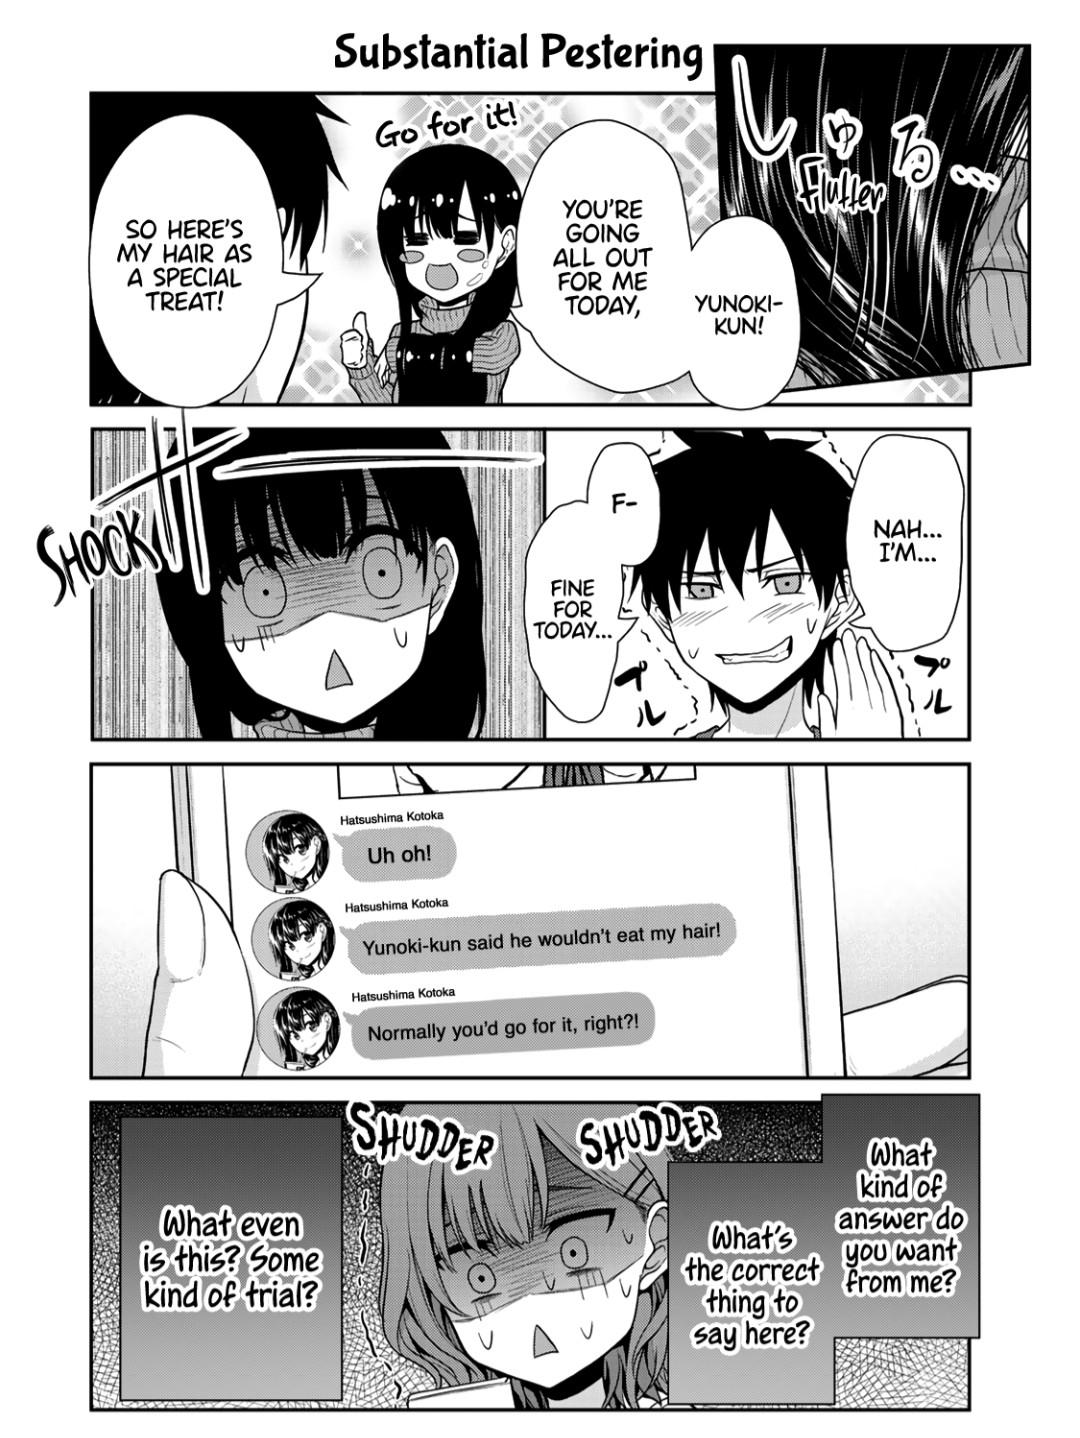 Substantial Pestering
しゅる…
Flutter
YUNOKI-
KUN!
YOU'RE
GOING
ALL OUT
FOR ME
TODAY,
Go for it!
SO HERE'S
MY HAIR AS
A SPECIAL
TREAT!
NAH...
I'M...
F-
FINE
FOR
TODAY...
プル
プル
SHOCK
Hatsushima Kotoka
Uh oh!
Hatsushima Kotoka
Yunoki-kun said he wouldn't eat my hair!
Hatsushima Kotoka
Normally you'd go for it, right?!
What
kind of
answer do
you want
from me?
What's
the correct
thing to
say here?
SHUDDER
SHUDDER
What even
is this? Some
kind of trial?